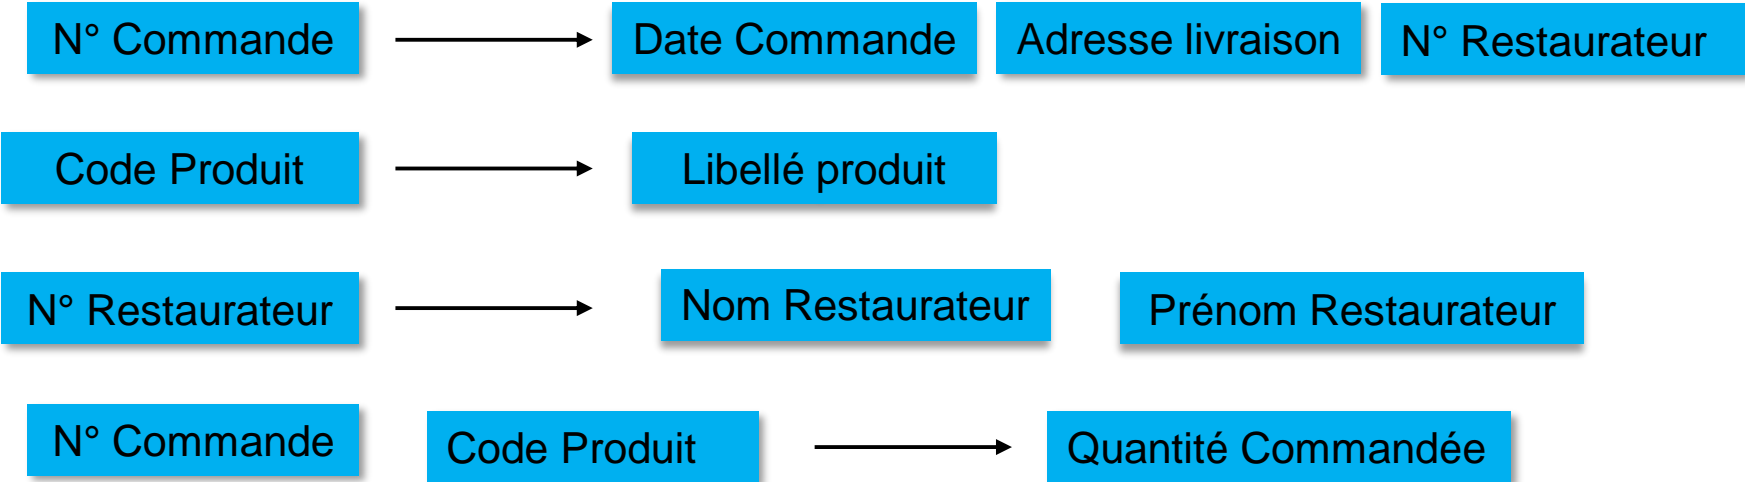 N° Commande Date Commande Adresse livraison N° Restaurateur
Code Produit Libellé produit
N° Restaurateur Nom Restaurateur Prénom Restaurateur
N° Commande Code Produit Quantité Commandée